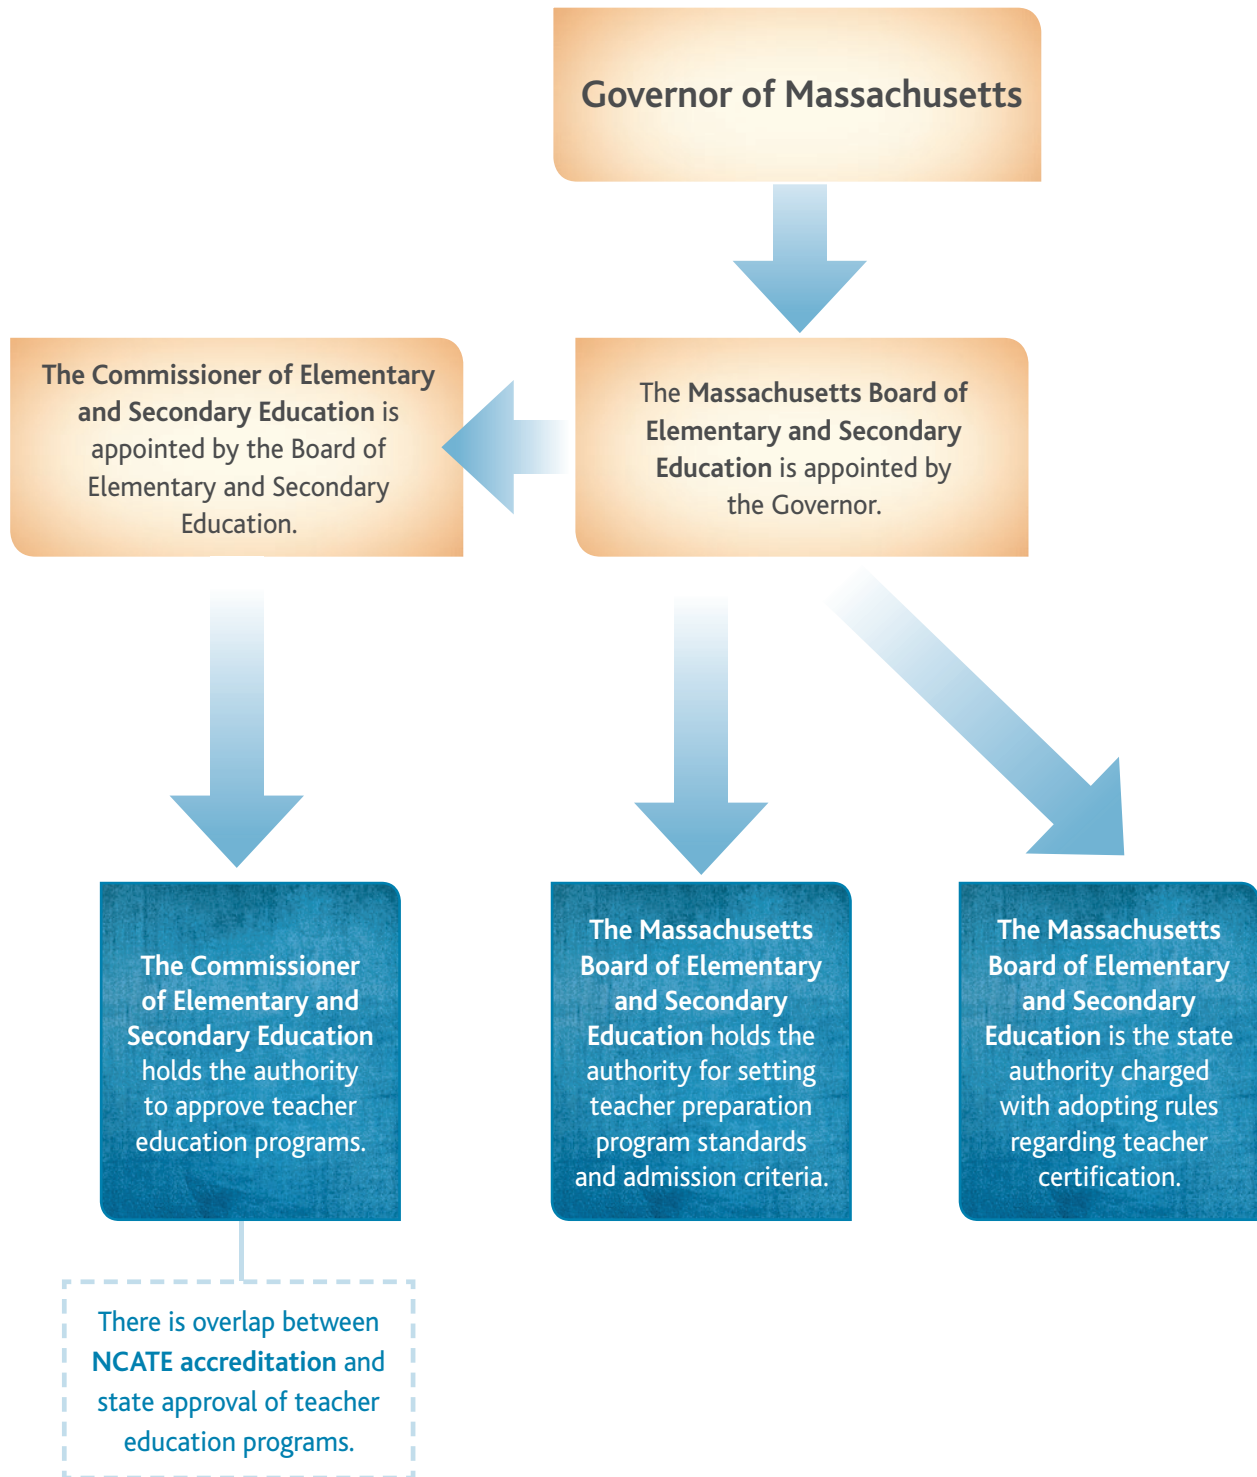 Governor of Massachusetts
The Commissioner of Elementary
and Secondary Education is
appointed by the Board of
Elementary and Secondary
Education.
The Massachusetts Board of
Elementary and Secondary
Education is appointed by
the Governor.
The Commissioner
of Elementary and
Secondary Education
holds the authority
to approve teacher
education programs.
The Massachusetts
Board of Elementary
and Secondary
Education holds the
authority for setting
teacher preparation
program standards
and admission criteria.
The Massachusetts
Board of Elementary
and Secondary
Education is the state
authority charged
with adopting rules
regarding teacher
certification.
There is overlap between
NCATE accreditation and
state approval of teacher
education programs.